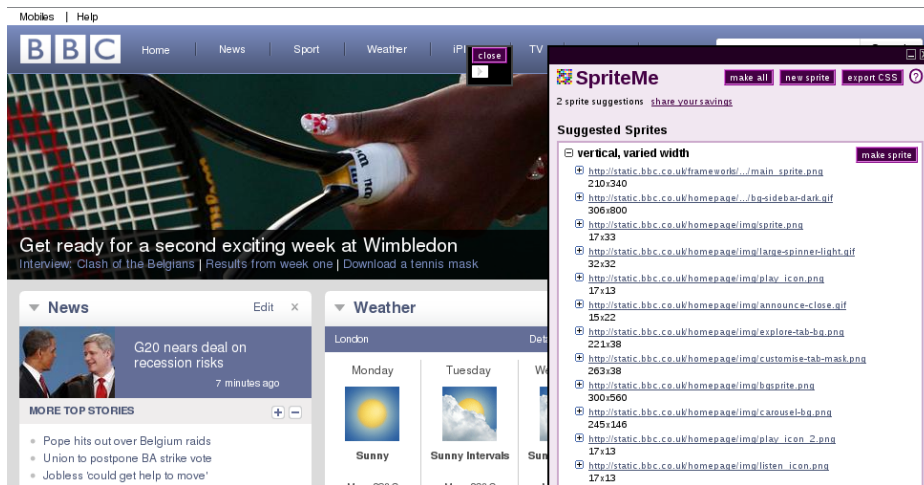 Mobiles | Help
BBC
Home News Sport Weather iPl TV
close
Get ready for a second exciting week at Wimbledon
Interview: Clash of the Belgians | Results from week one | Download a tennis mask
News Edit ×
G20 nears deal on
recession risks
7 minutes ago
MORE TOP STORIES
Pope hits out over Belgium raids
Union to postpone BA strike vote
Jobless 'could get help to move'
Weather
London
Monday Tuesday
Sunny Sunny Intervals
SpriteMe make all new sprite export CSS ?
2 sprite suggestions share your savings
Suggested Sprites
vertical, varied width make sprite
http://static.bbc.co.uk/frameworks/.../main_sprite.png
210x340
http://static.bbc.co.uk/homepage/.../bg-sidebar-dark.gif
306x800
http://static.bbc.co.uk/homepage/img/sprite.png
17x33
http://static.bbc.co.uk/homepage/img/large-spinner-light.gif
32x32
http://static.bbc.co.uk/homepage/img/play_icon.png
17x13
http://static.bbc.co.uk/homepage/img/announce-close.gif
15x22
http://static.bbc.co.uk/homepage/img/explore-tab-bg.png
221x38
http://static.bbc.co.uk/homepage/img/customise-tab-mask.png
263x38
http://static.bbc.co.uk/homepage/img/bgsprite.png
300x560
http://static.bbc.co.uk/homepage/img/carousel-bg.png
245x146
http://static.bbc.co.uk/homepage/img/play_icon_2.png
17x13
http://static.bbc.co.uk/homepage/img/listen_icon.png
17x13